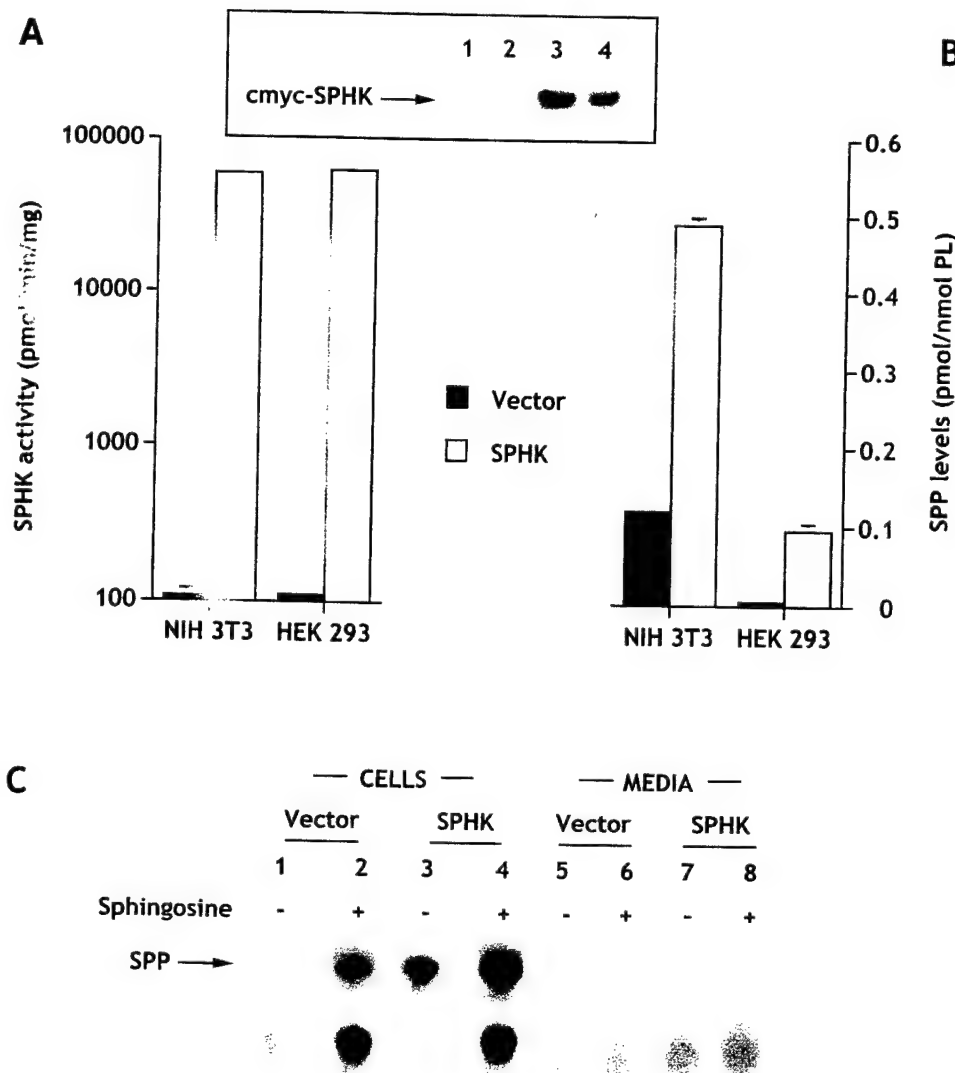 A
1 2 3 4
cmyc-SPHK
B
100000
10000
1000
100
SPHK activity
min/mg)
NIH 3T3 HEK 293
Vector
SPHK
0.6
0.5
0.4
0.3
0.2
0.1
0
SPP levels (pmol/nmol PL)
NIH 3T3 HEK 293
C
CELLS MEDIA
Vector SPHK Vector SPHK
1 2 3 4 5 6 7 8
Sphingosine - + - + - + - +
SPP